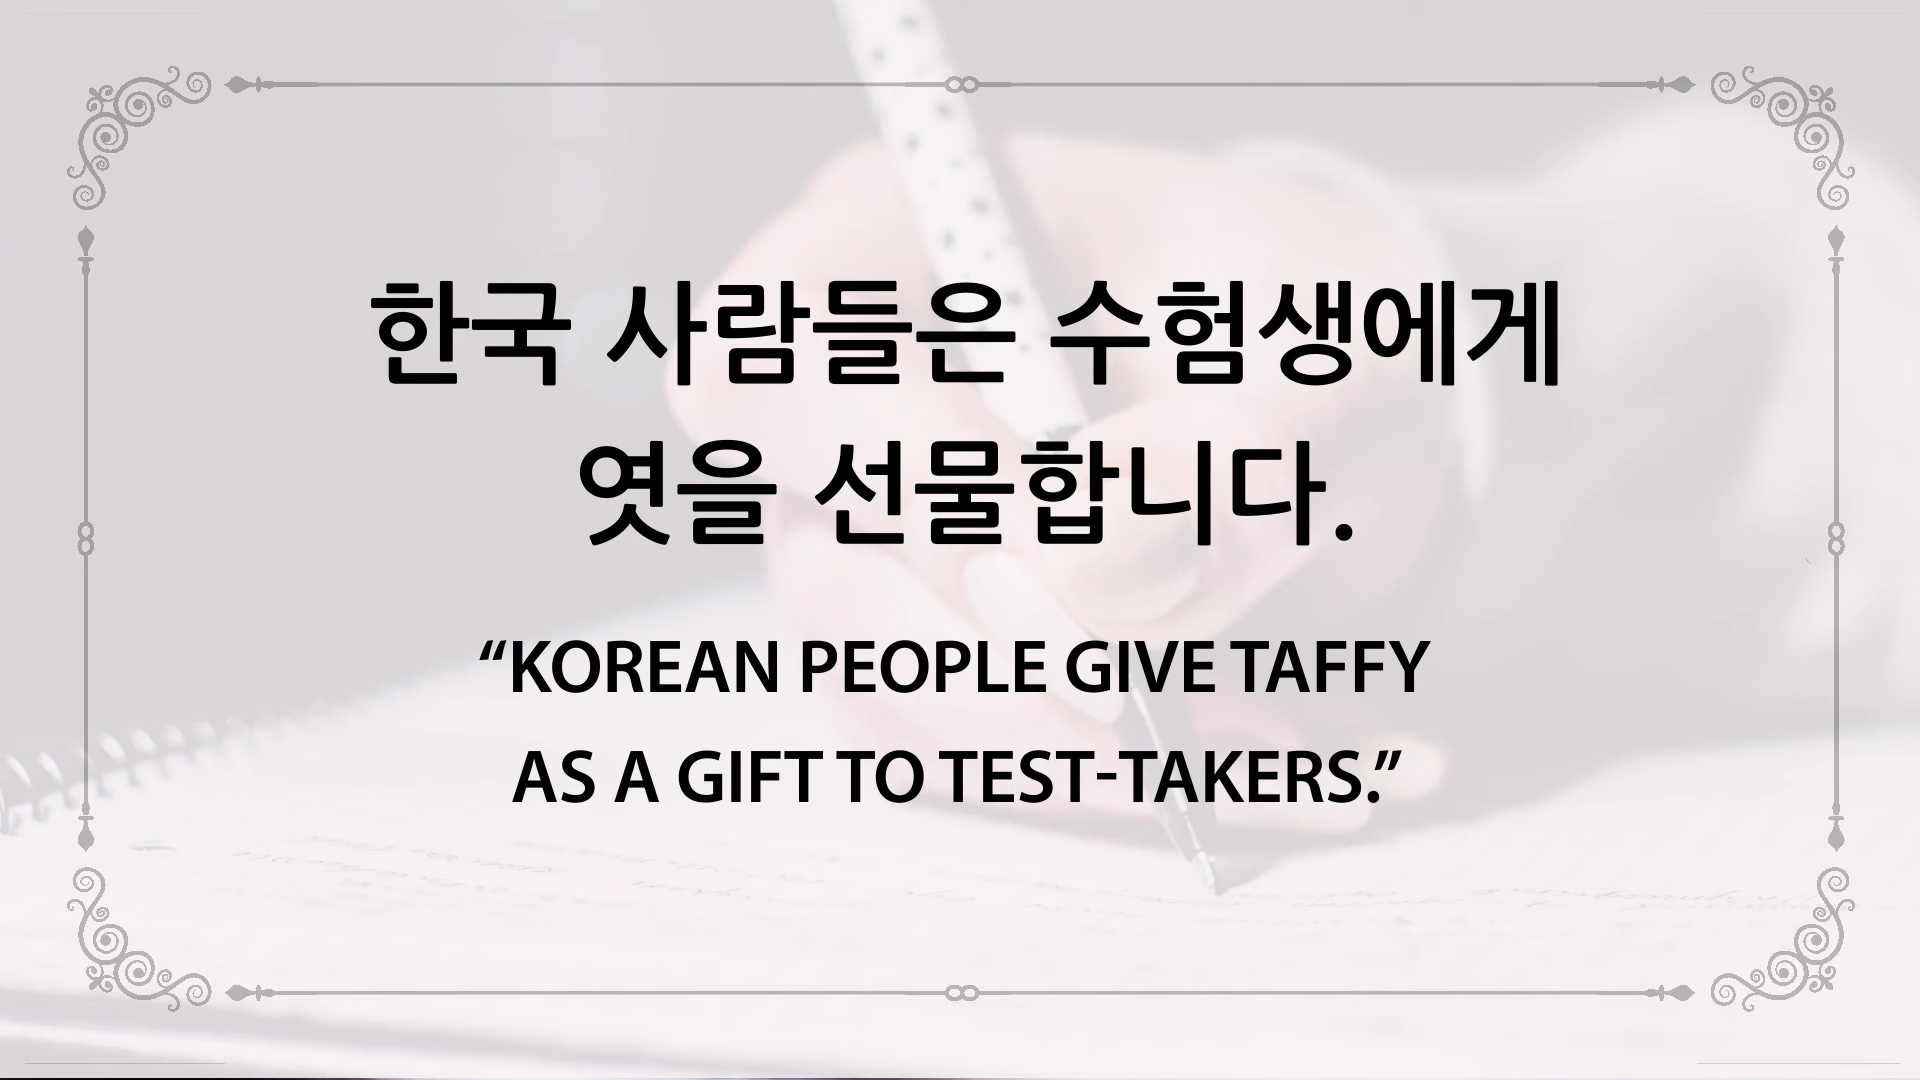 한국 사람들은 수험생에게
엿을 선물합니다.
“KOREAN PEOPLE GIVE TAFFY
AS A GIFT TO TEST-TAKERS.”